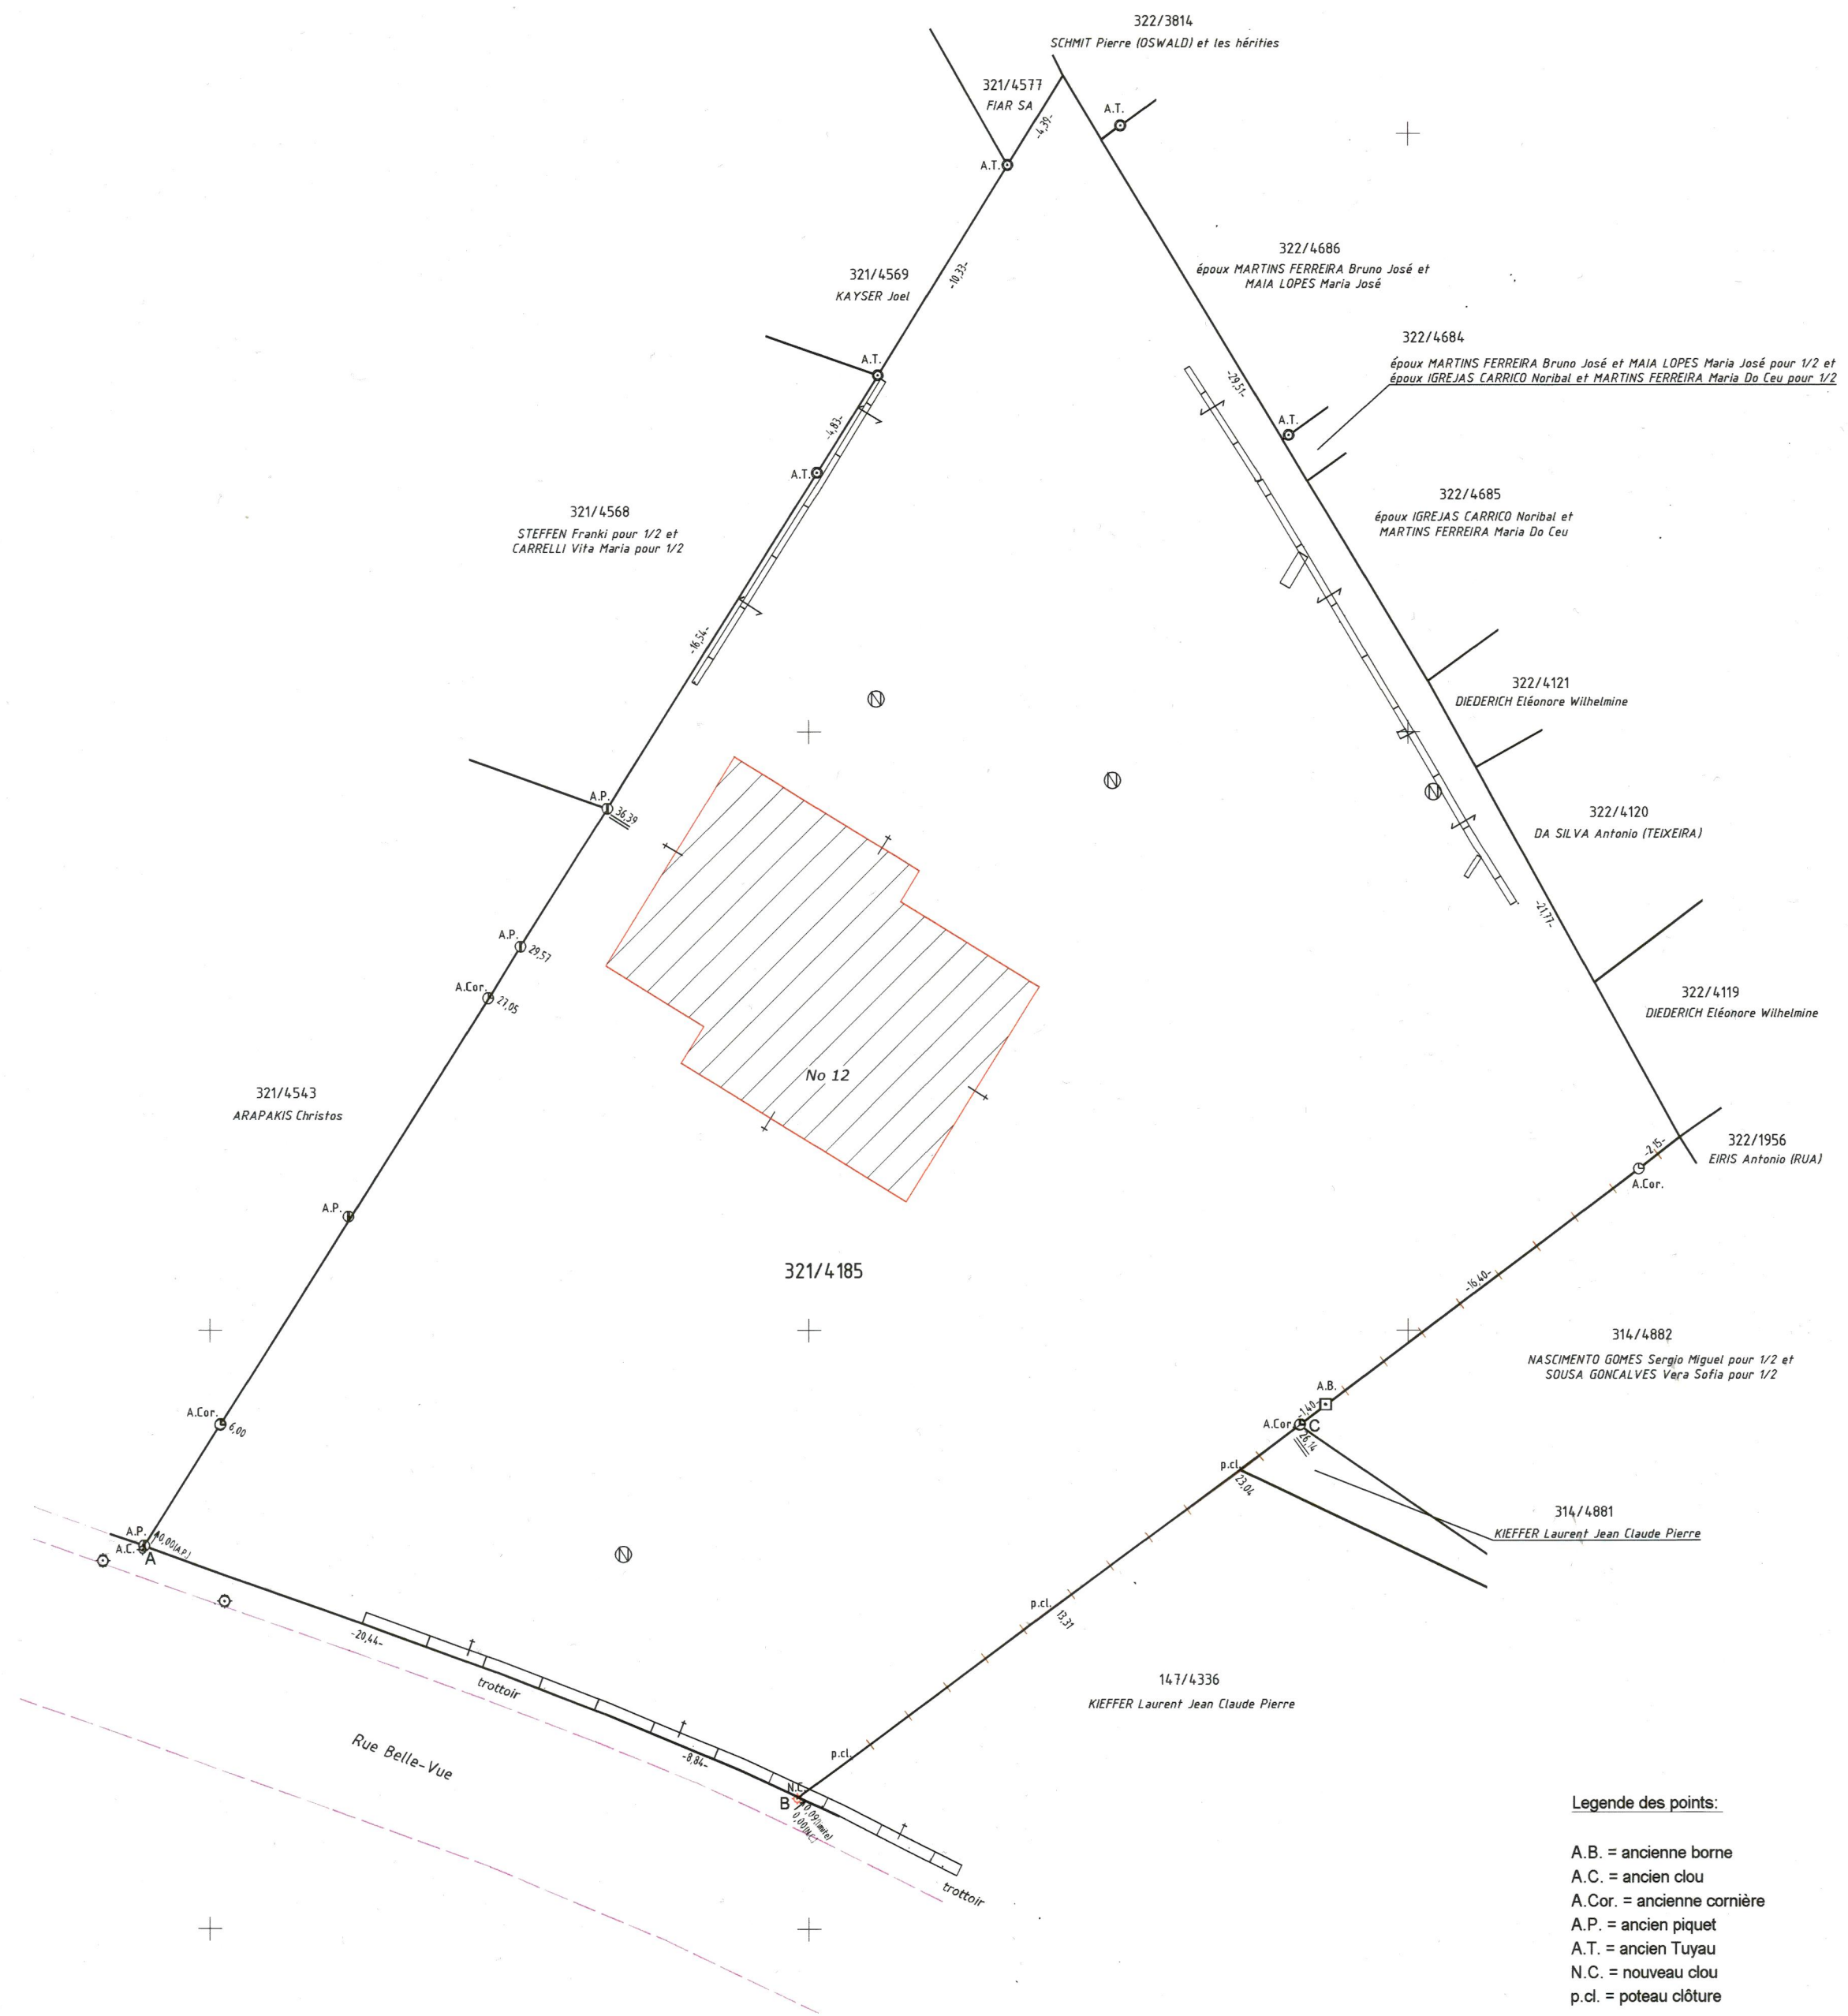 322/3814
SCHMIT Pierre (OSWALD) et les hérities
321/4577
FIAR SA
-4,39-
A.T.
A.T.
322/4686
époux MARTINS FERREIRA Bruno José et
MAIA LOPES Maria José
321/4569
KAYSER Joel
-10,33-
322/4684
époux MARTINS FERREIRA Bruno José et MAIA LOPES Maria José pour 1/2 et
époux IGREJAS CARRICO Noribal et MARTINS FERREIRA Maria Do Ceu pour 1/2
A.T.
-29,51-
A.T.
-4,83-
A.T.
322/4685
époux IGREJAS CARRICO Noribal et
MARTINS FERREIRA Maria Do Ceu
321/4568
STEFFEN Franki pour 1/2 et
CARRELLI Vita Maria pour 1/2
-16,54-
N
322/4121
DIEDERICH Eléonore Wilhelmine
N
N
A.P.
36,39
322/4120
DA SILVA Antonio (TEIXEIRA)
-21,77-
A.P.
29,57
A.Cor.
27,05
322/4119
DIEDERICH Eléonore Wilhelmine
No 12
321/4543
ARAPAKIS Christos
-2,15-
322/1956
EIRIS Antonio (RUA)
A.Cor.
A.P.
321/4185
-16,40-
314/4882
NASCIMENTO GOMES Sergio Miguel pour 1/2 et
SOUSA GONCALVES Vera Sofia pour 1/2
A.B.
-1,40-
A.Cor.
C
26,14
A.Cor.
6,00
p.cl.
23,04
314/4881
KIEFFER Laurent Jean Claude Pierre
A.P.
0,00(A.P.)
A.C.
A
N
p.cl.
13,31
-20,44-
trottoir
147/4336
KIEFFER Laurent Jean Claude Pierre
Rue Belle-Vue
-8,84-
p.cl.
N.C.
B
0,09(limite)
0,00(N.C.)
trottoir
Legende des points:
A.B. = ancienne borne
A.C. = ancien clou
A.Cor. = ancienne cornière
A.P. = ancien piquet
A.T. = ancien Tuyau
N.C. = nouveau clou
p.cl. = poteau clôture